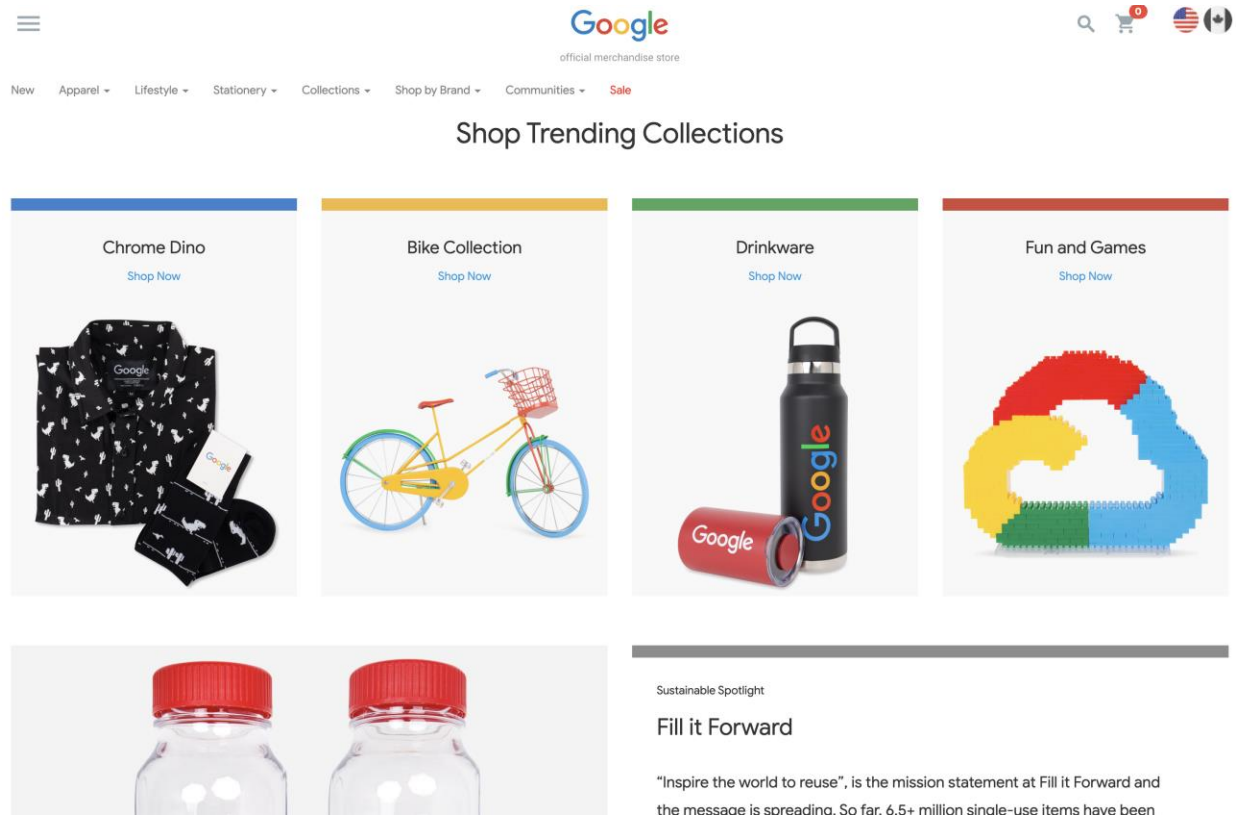 Google
official merchandise store
0
New Apparel Lifestyle Stationery Collections Shop by Brand Communities Sale
Shop Trending Collections
Chrome Dino
Shop Now
Google
Google
Bike Collection
Shop Now
Drinkware
Shop Now
Google
Google
Fun and Games
Shop Now
Sustainable Spotlight
Fill it Forward
“Inspire the world to reuse”, is the mission statement at Fill it Forward and
the message is spreading. So far, 6.5+ million single-use items have been